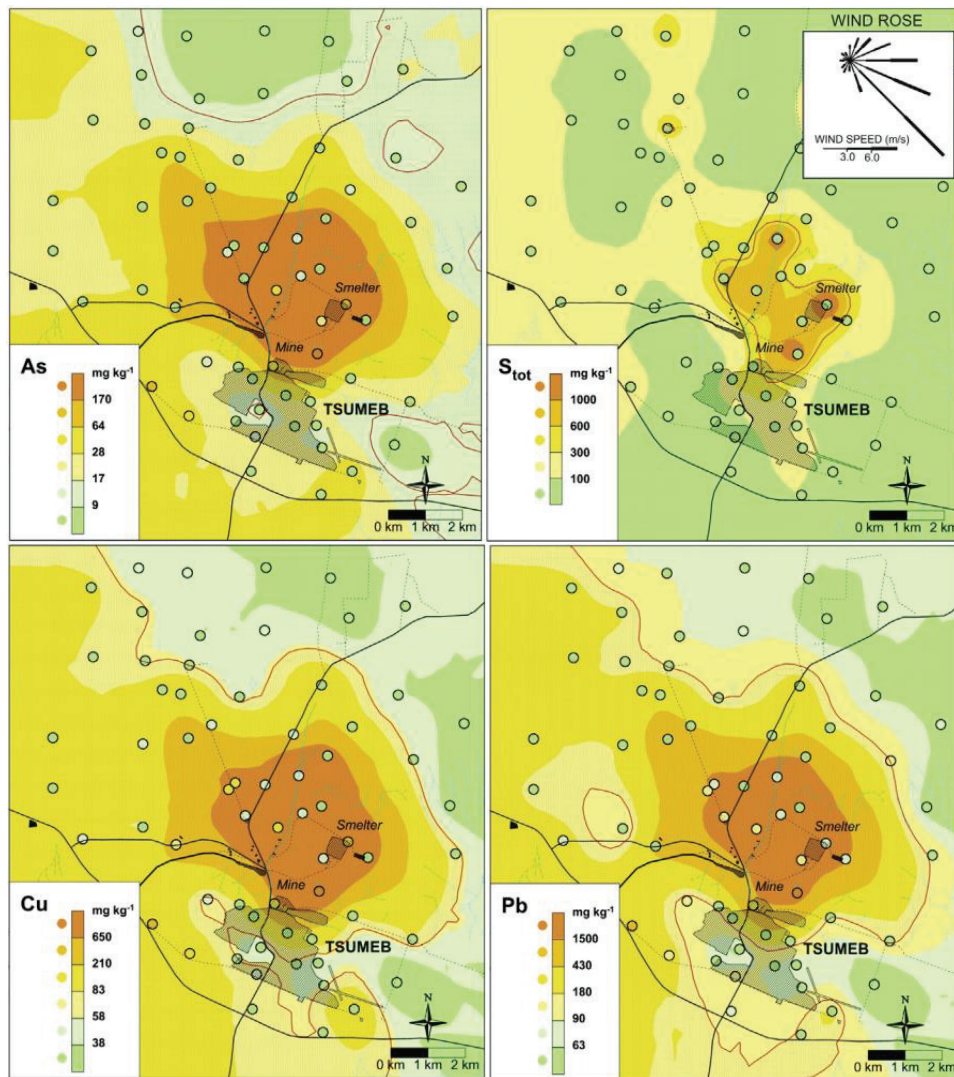 WIND ROSE
WIND SPEED (m/s)
3.0 6.0
Smelter
Mine
TSUMEB
As
mg kg-1
170
64
28
17
9
N
0 km 1 km 2 km
Smelter
Mine
TSUMEB
Stot
mg kg-1
1000
600
300
100
N
0 km 1 km 2 km
Smelter
Mine
TSUMEB
Cu
mg kg-1
650
210
83
58
38
N
0 km 1 km 2 km
Smelter
Mine
TSUMEB
Pb
mg kg-1
1500
430
180
90
63
N
0 km 1 km 2 km